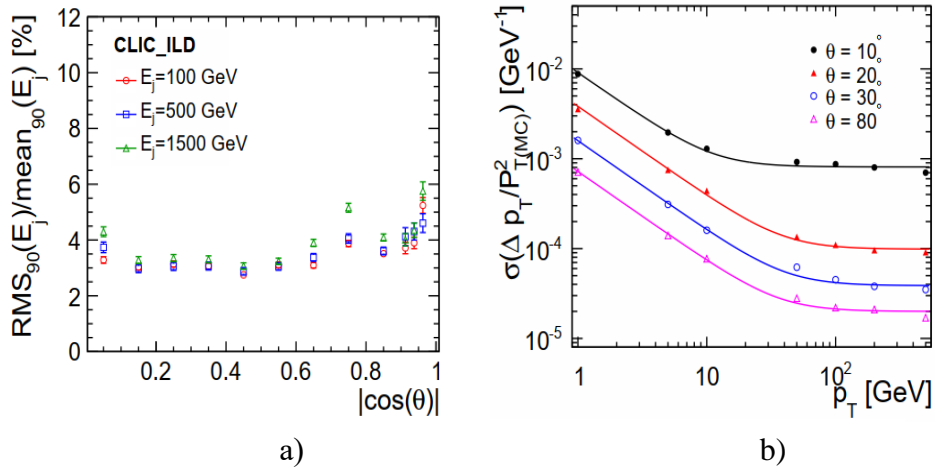 RMS90(Ej)/mean90(Ej) [%]
12
10
8
6
4
2
0
CLIC_ILD
Ej=100 GeV
Ej=500 GeV
Ej=1500 GeV
0.2 0.4 0.6 0.8 1
|cos(θ)|
a)
σ(Δ pT/P²T(MC)) [GeV⁻¹]
10⁻²
10⁻³
10⁻⁴
10⁻⁵
θ = 10°
θ = 20°
θ = 30°
θ = 80
1 10 10²
pT [GeV]
b)